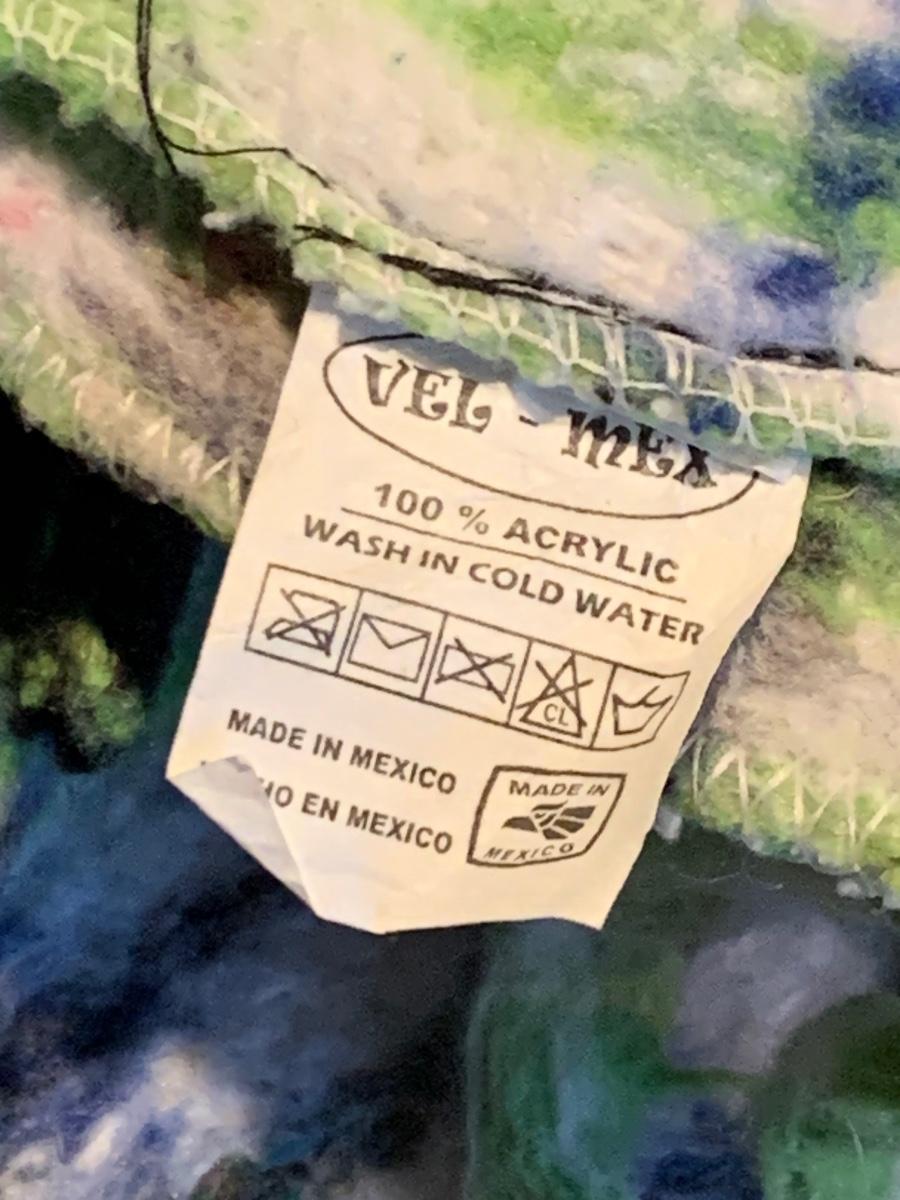 VEL - MEX
100 % ACRYLIC
WASH IN COLD WATER
CL
MADE IN MEXICO
EN MEXICO
MADE IN
MEXICO